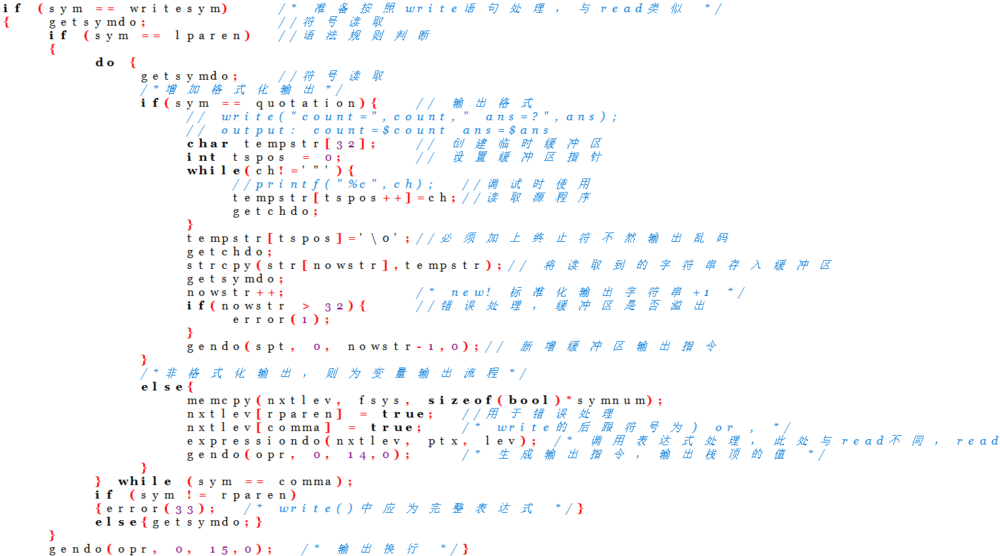 if (sym == writesym)    /* 准备按照write语句处理，与read类似 */
{   getsymdo;           //符号读取
    if (sym == lparen)  //语法规则判断
    {
        do {
            getsymdo;   //符号读取
            /*增加格式化输出*/
            if(sym == quotation){   // 输出格式
                // write("count=",count," ans=?",ans);
                // output: count=$count ans=$ans
                char tempstr[32];   // 创建临时缓冲区
                int tspos = 0;      // 设置缓冲区指针
                while(ch!='"'){
                    //printf("%c",ch);  //调试时使用
                    tempstr[tspos++]=ch;//读取源程序
                    getchdo;
                }
                tempstr[tspos]='\0';//必须加上终止符不然输出乱码
                getchdo;
                strcpy(str[nowstr],tempstr);// 将读取到的字符串存入缓冲区
                getsymdo;
                nowstr++;           /* new! 标准化输出字符串+1 */
                if(nowstr > 32){    //错误处理，缓冲区是否溢出
                    error(1);
                }
                gendo(spt, 0, nowstr-1,0);// 新增缓冲区输出指令
            }
            /*非格式化输出，则为变量输出流程*/
            else{
                memcpy(nxtlev, fsys, sizeof(bool)*symnum);
                nxtlev[rparen] = true;  //用于错误处理
                nxtlev[comma] = true;   /* write的后跟符号为) or , */
                expressiondo(nxtlev, ptx, lev); /* 调用表达式处理，此处与read不同，read
                gendo(opr, 0, 14,0);    /* 生成输出指令，输出栈顶的值 */
            }
        } while (sym == comma);
        if (sym != rparen)
        {error(33);  /* write()中应为完整表达式 */}
        else{getsymdo;}
    }
    gendo(opr, 0, 15,0);  /* 输出换行 */}